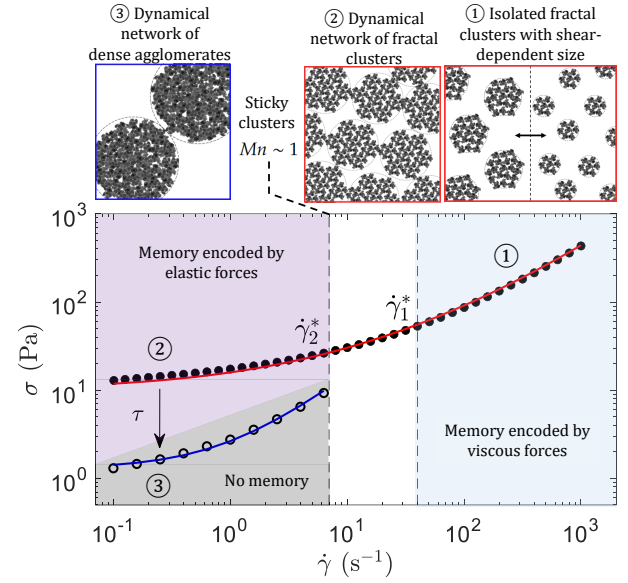 ③ Dynamical
network of
dense agglomerates
② Dynamical
network of fractal
clusters
① Isolated fractal
clusters with shear-
dependent size
Sticky
clusters
Mn ~ 1
Memory encoded by
elastic forces
②
τ
③
No memory
γ̇₂*
γ̇₁*
①
Memory encoded by
viscous forces
10³
10²
10¹
10⁰
σ (Pa)
10⁻¹ 10⁰ 10¹ 10² 10³
γ̇ (s⁻¹)